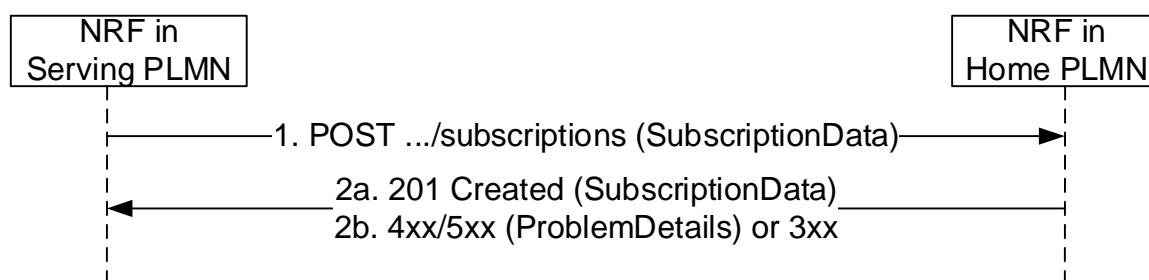 NRF in
Serving PLMN
NRF in
Home PLMN
1. POST .../subscriptions (SubscriptionData)
2a. 201 Created (SubscriptionData)
2b. 4xx/5xx (ProblemDetails) or 3xx